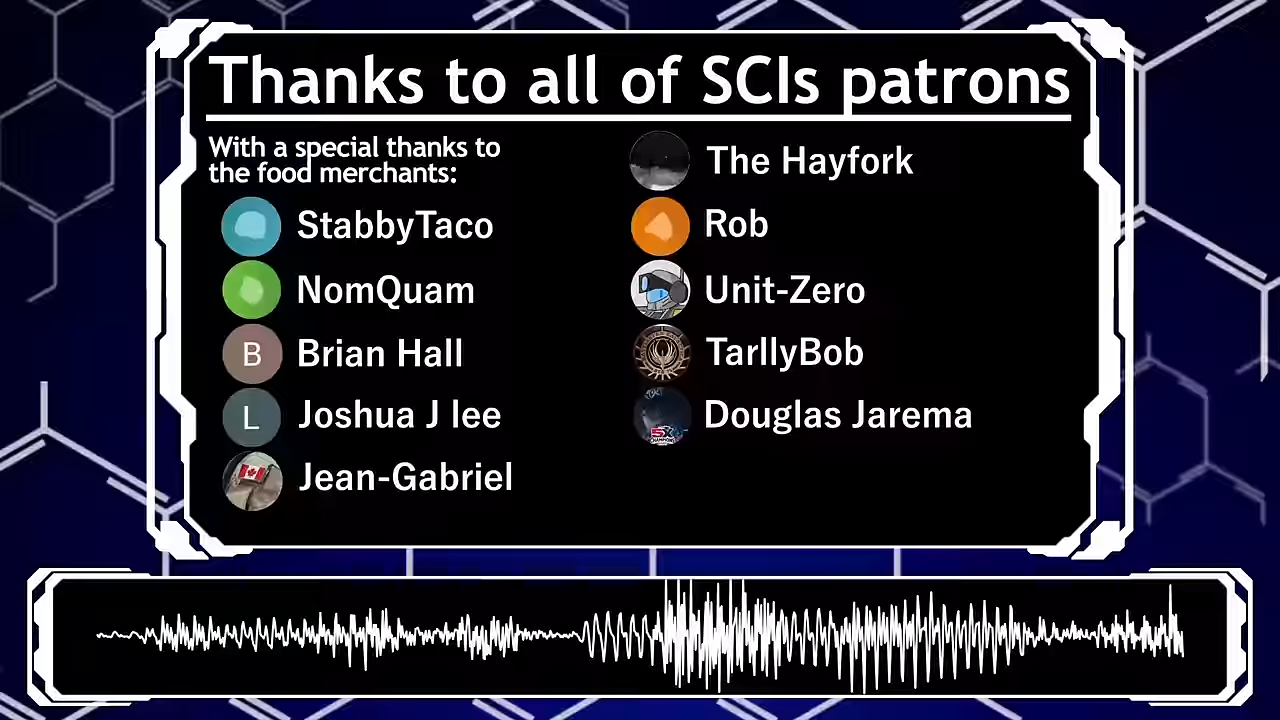 Thanks to all of SCIs patrons
With a special thanks to
the food merchants:
StabbyTaco
NomQuam
B Brian Hall
L Joshua J lee
Jean-Gabriel
The Hayfork
Rob
Unit-Zero
TarllyBob
Douglas Jarema